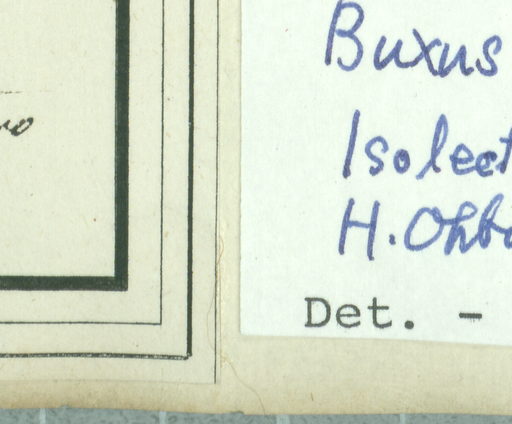 Buxus
Isolect
H. Ohba
Det. -